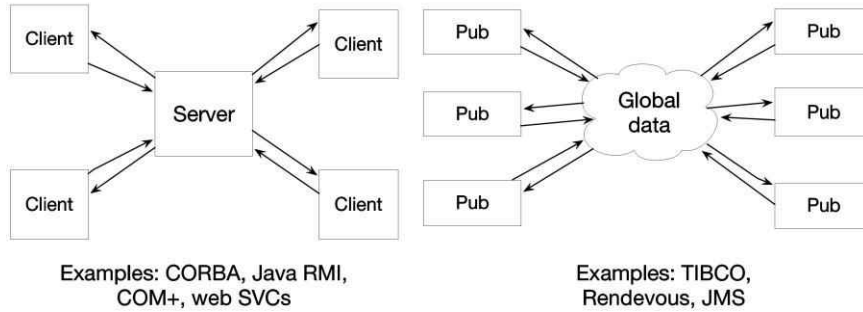 Client
Client
Server
Client
Client
Examples: CORBA, Java RMI,
COM+, web SVCs
Pub
Pub
Pub
Global
data
Pub
Pub
Pub
Examples: TIBCO,
Rendevous, JMS